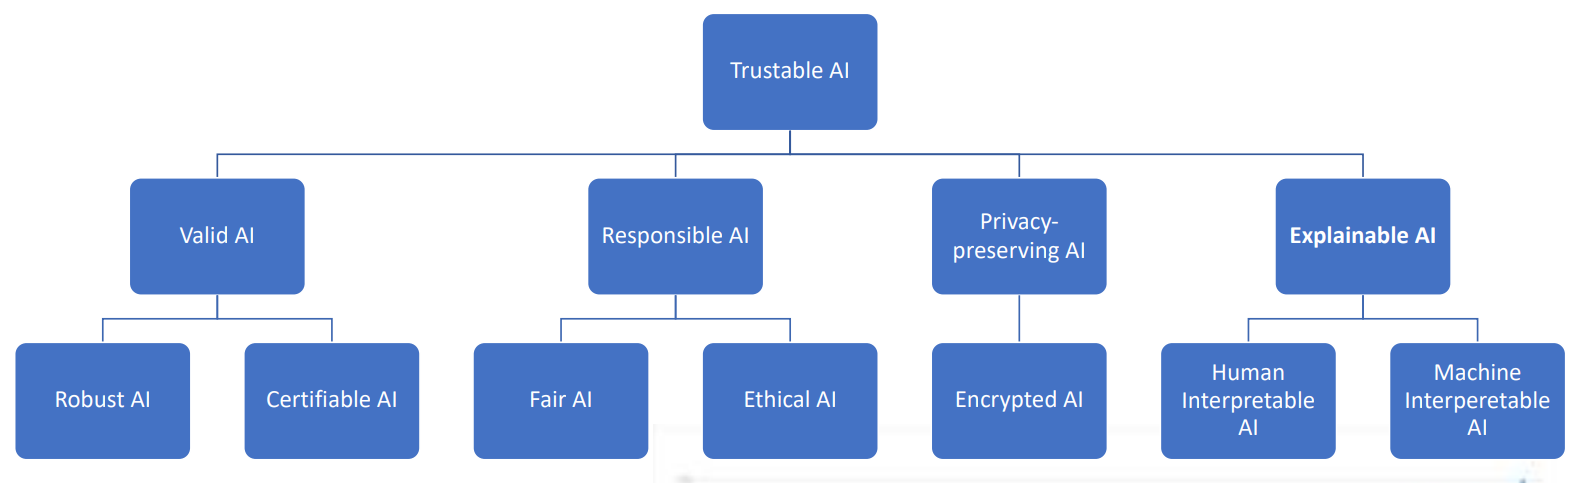 Trustable AI
Valid AI
Responsible AI
Privacy-
preserving AI
Explainable AI
Robust AI
Certifiable AI
Fair AI
Ethical AI
Encrypted AI
Human
Interpretable
AI
Machine
Interperetable
AI